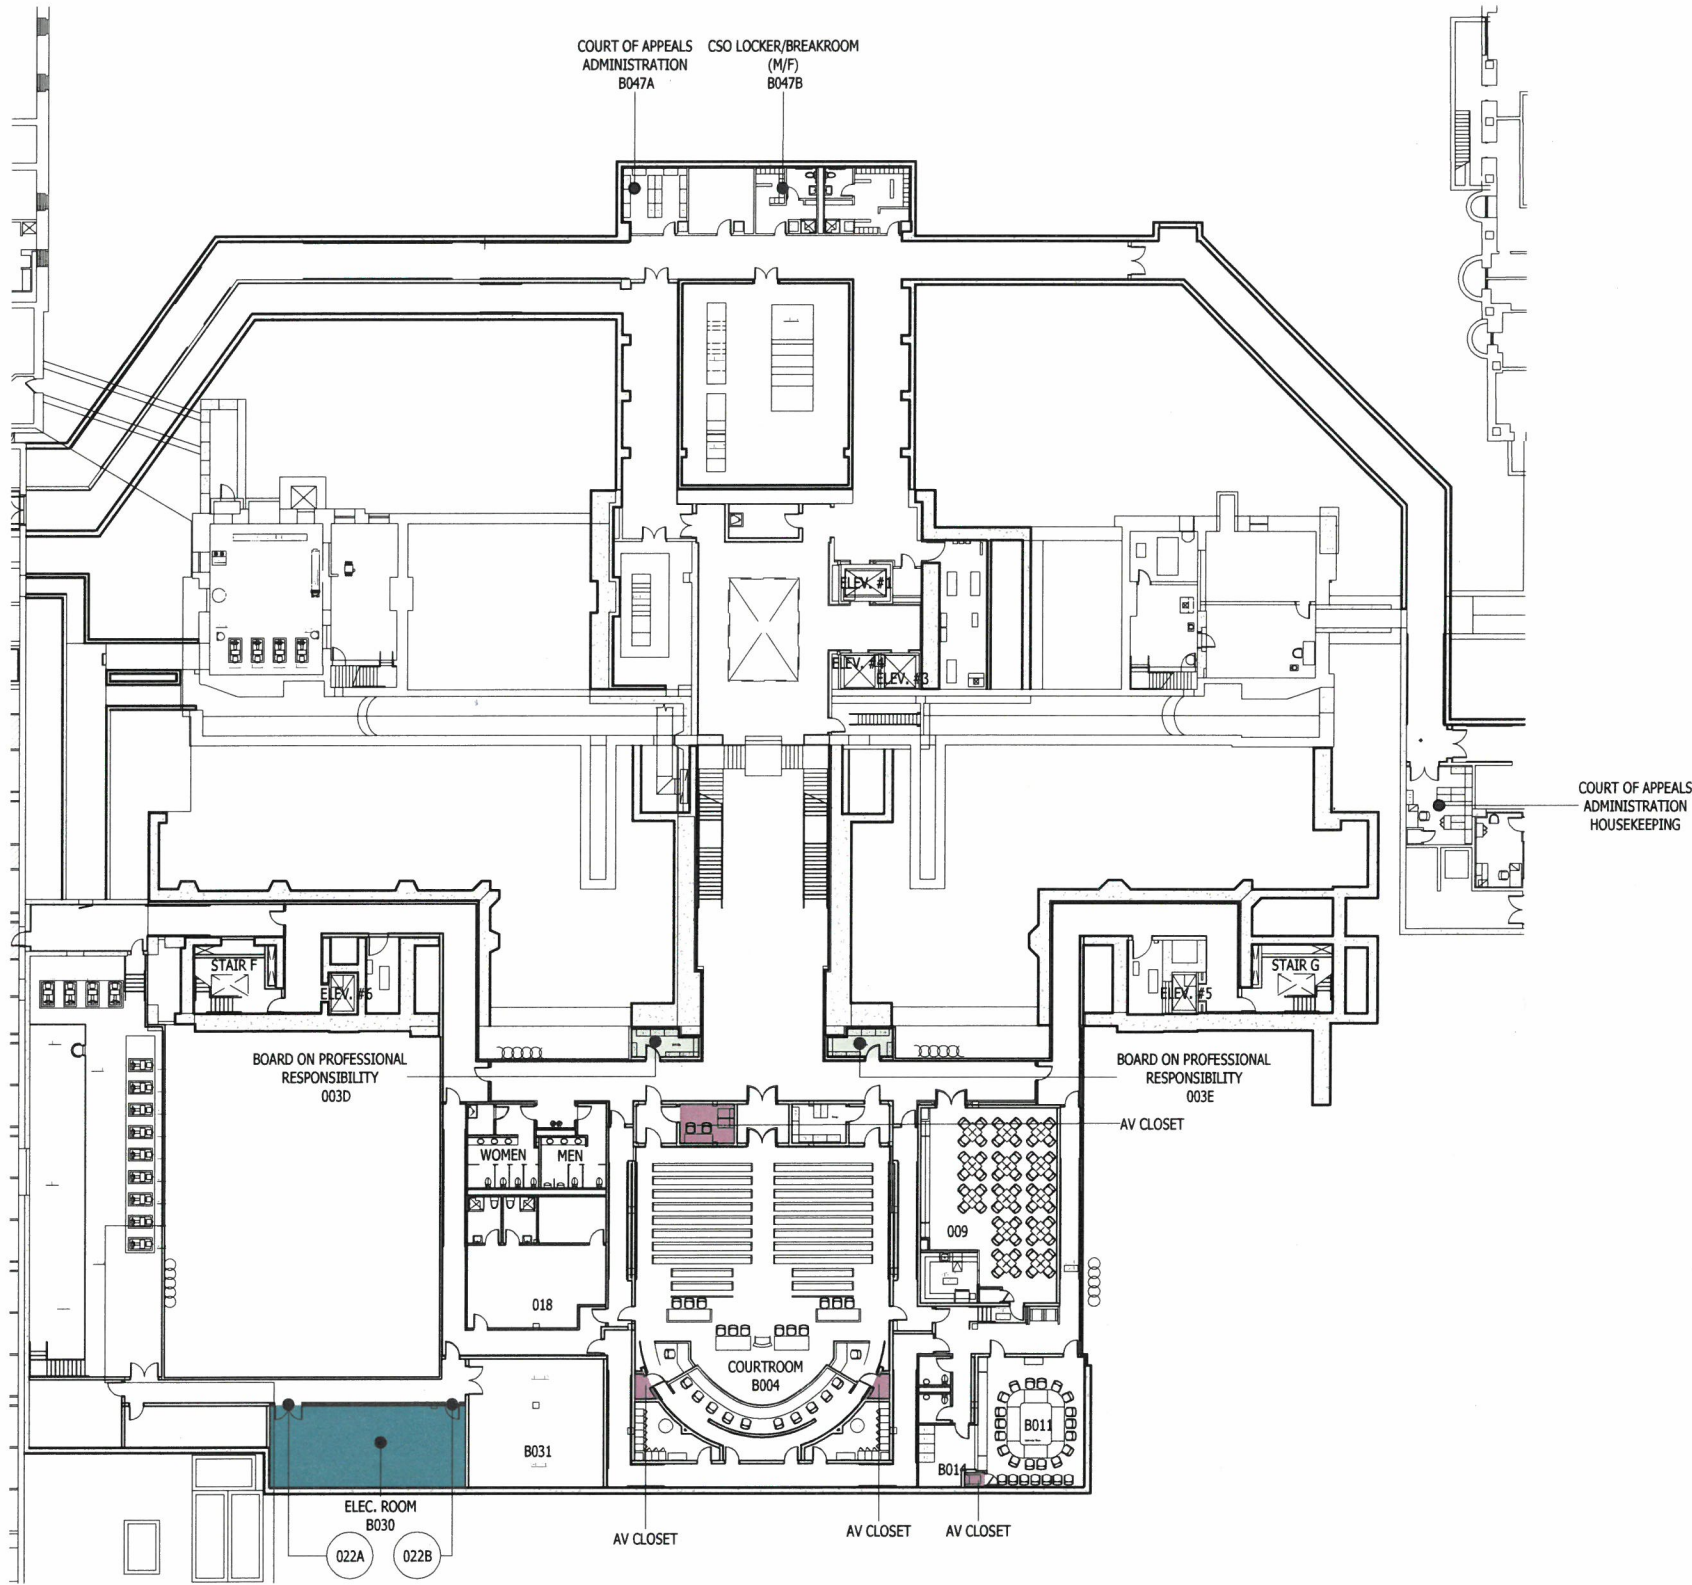 COURT OF APPEALS
ADMINISTRATION
B047A
CSO LOCKER/BREAKROOM
(M/F)
B047B
ELEV. #1
ELEV. #4
ELEV. #3
COURT OF APPEALS
ADMINISTRATION
HOUSEKEEPING
STAIR F
ELEV. #6
STAIR G
ELEV. #5
BOARD ON PROFESSIONAL
RESPONSIBILITY
003D
BOARD ON PROFESSIONAL
RESPONSIBILITY
003E
AV CLOSET
WOMEN
MEN
009
018
COURTROOM
B004
B011
B031
B014
ELEC. ROOM
B030
022A
022B
AV CLOSET
AV CLOSET
AV CLOSET